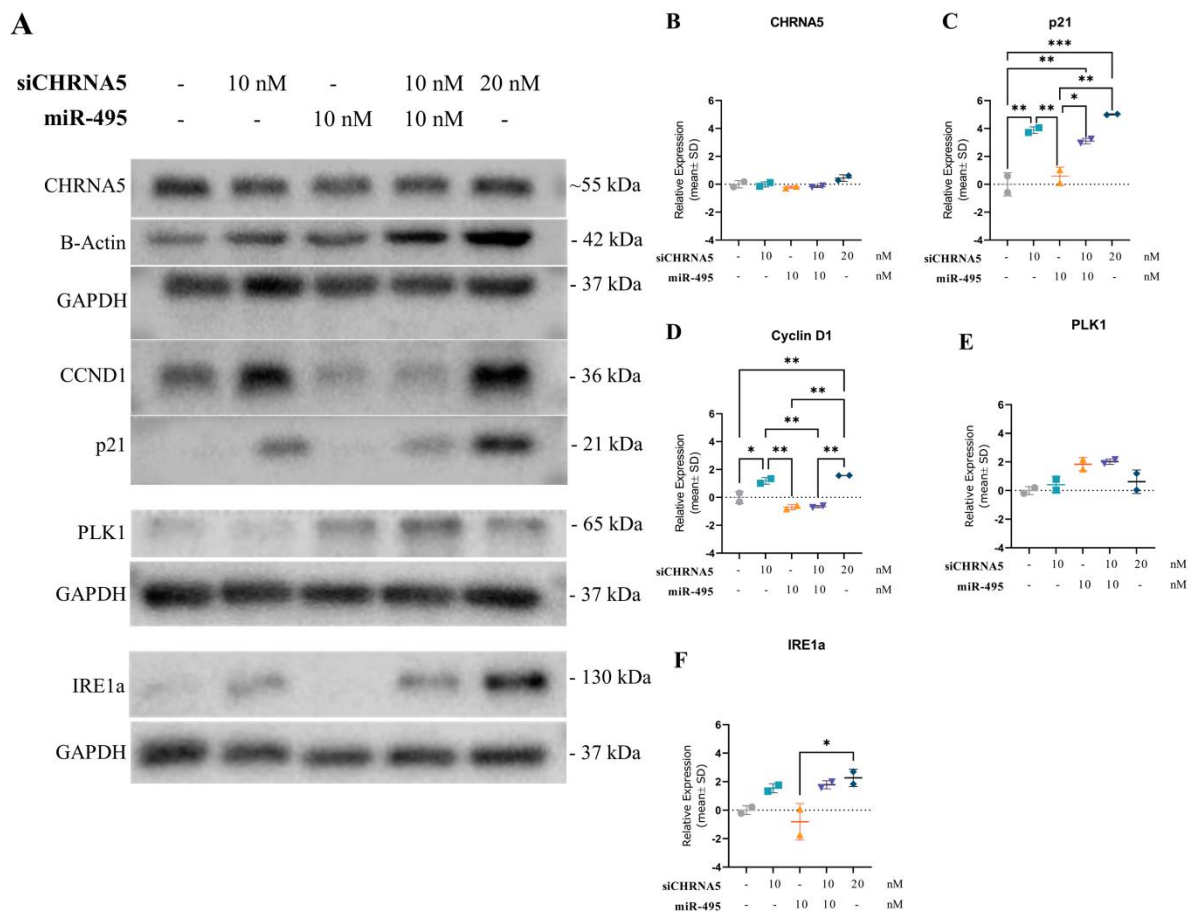 A
siCHRNA5 - 10 nM - 10 nM 20 nM
miR-495 - - 10 nM 10 nM -
CHRNA5 ~55 kDa
B-Actin - 42 kDa
GAPDH - 37 kDa
CCND1 - 36 kDa
p21 - 21 kDa
PLK1 - 65 kDa
GAPDH - 37 kDa
IRE1a - 130 kDa
GAPDH - 37 kDa
B
CHRNA5
Relative Expression
(mean± SD)
6
4
2
0
-2
-4
siCHRNA5 - 10 - 10 20 nM
miR-495 - - 10 10 - nM
C
p21
***
**
**
** ** *
Relative Expression
(mean± SD)
6
4
2
0
-2
-4
siCHRNA5 - 10 - 10 20 nM
miR-495 - - 10 10 - nM
D
Cyclin D1
**
**
**
* ** **
Relative Expression
(mean± SD)
6
4
2
0
-2
-4
siCHRNA5 - 10 - 10 20 nM
miR-495 - - 10 10 - nM
E
PLK1
Relative Expression
(mean± SD)
6
4
2
0
-2
-4
siCHRNA5 - 10 - 10 20 nM
miR-495 - - 10 10 - nM
F
IRE1a
*
Relative Expression
(mean± SD)
6
4
2
0
-2
-4
siCHRNA5 - 10 - 10 20 nM
miR-495 - - 10 10 - nM